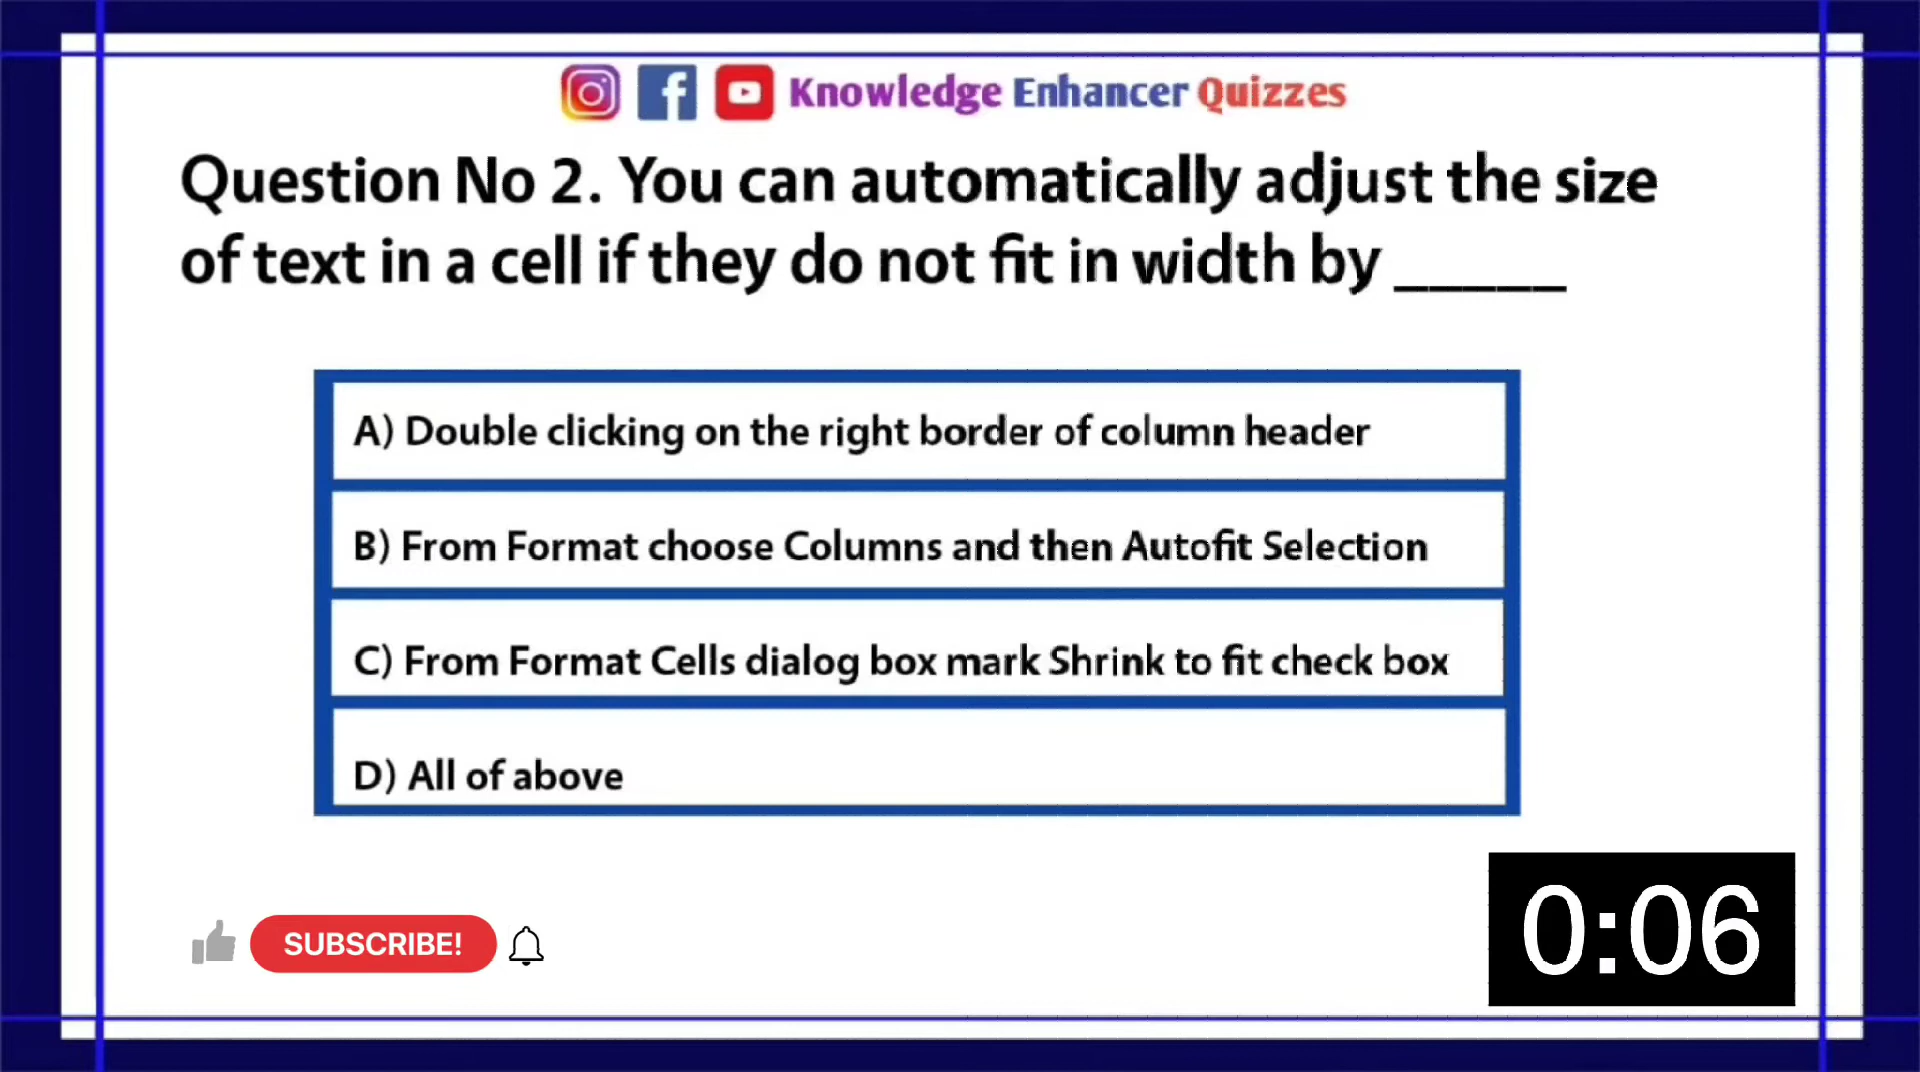 Knowledge Enhancer Quizzes
Question No 2. You can automatically adjust the size
of text in a cell if they do not fit in width by _____
A) Double clicking on the right border of column header
B) From Format choose Columns and then Autofit Selection
C) From Format Cells dialog box mark Shrink to fit check box
D) All of above
SUBSCRIBE!
0:06